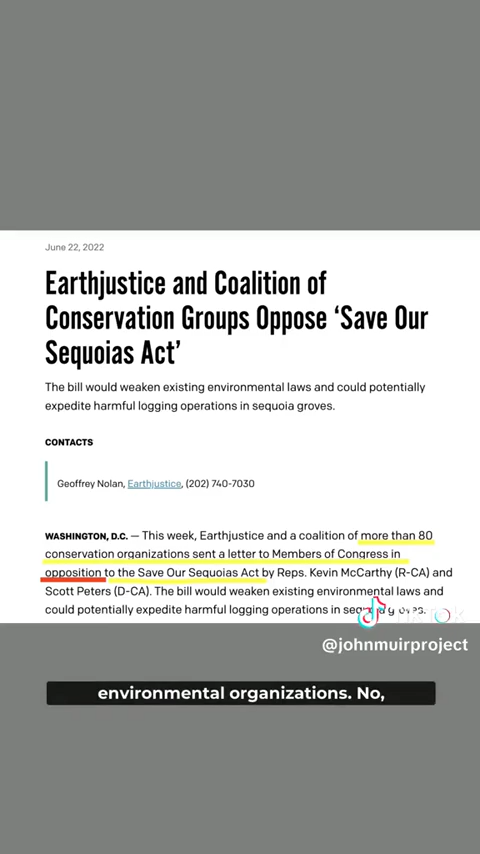 June 22, 2022
Earthjustice and Coalition of
Conservation Groups Oppose ‘Save Our
Sequoias Act’
The bill would weaken existing environmental laws and could potentially
expedite harmful logging operations in sequoia groves.
CONTACTS
Geoffrey Nolan, Earthjustice, (202) 740-7030
WASHINGTON, D.C. — This week, Earthjustice and a coalition of more than 80
conservation organizations sent a letter to Members of Congress in
opposition to the Save Our Sequoias Act by Reps. Kevin McCarthy (R-CA) and
Scott Peters (D-CA). The bill would weaken existing environmental laws and
could potentially expedite harmful logging operations in sequoia groves.
TikTok
@johnmuirproject
environmental organizations. No,